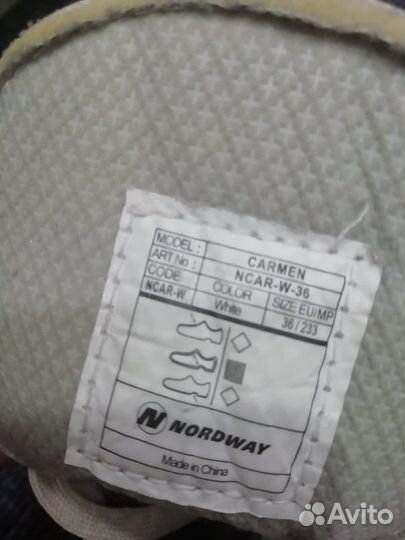 MODEL : CARMEN
ART No : NCAR-W-36
CODE COLOR SIZE EU/MP
NCAR-W White 36 / 233
N NORDWAY
Made in China
Avito